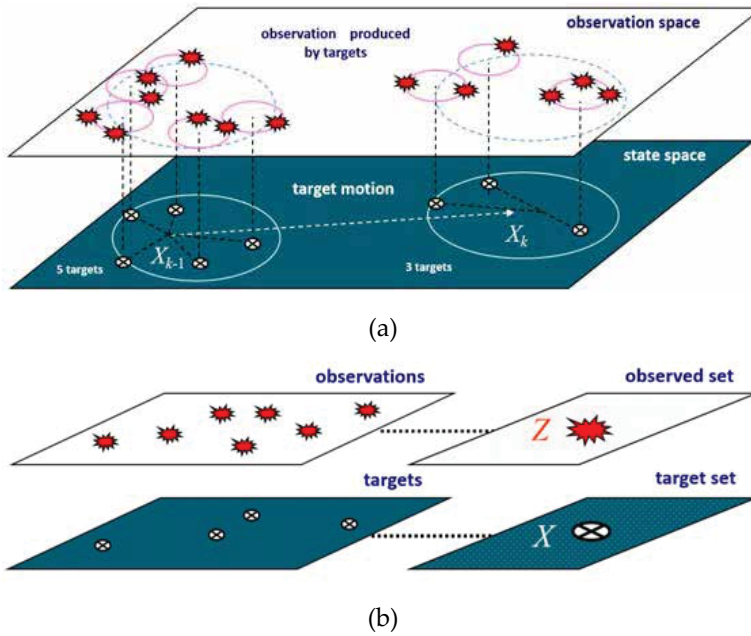 observation space
observation produced
by targets
state space
target motion
X_{k-1}
X_k
5 targets
3 targets
(a)
observations
observed set
Z
targets
target set
X
(b)